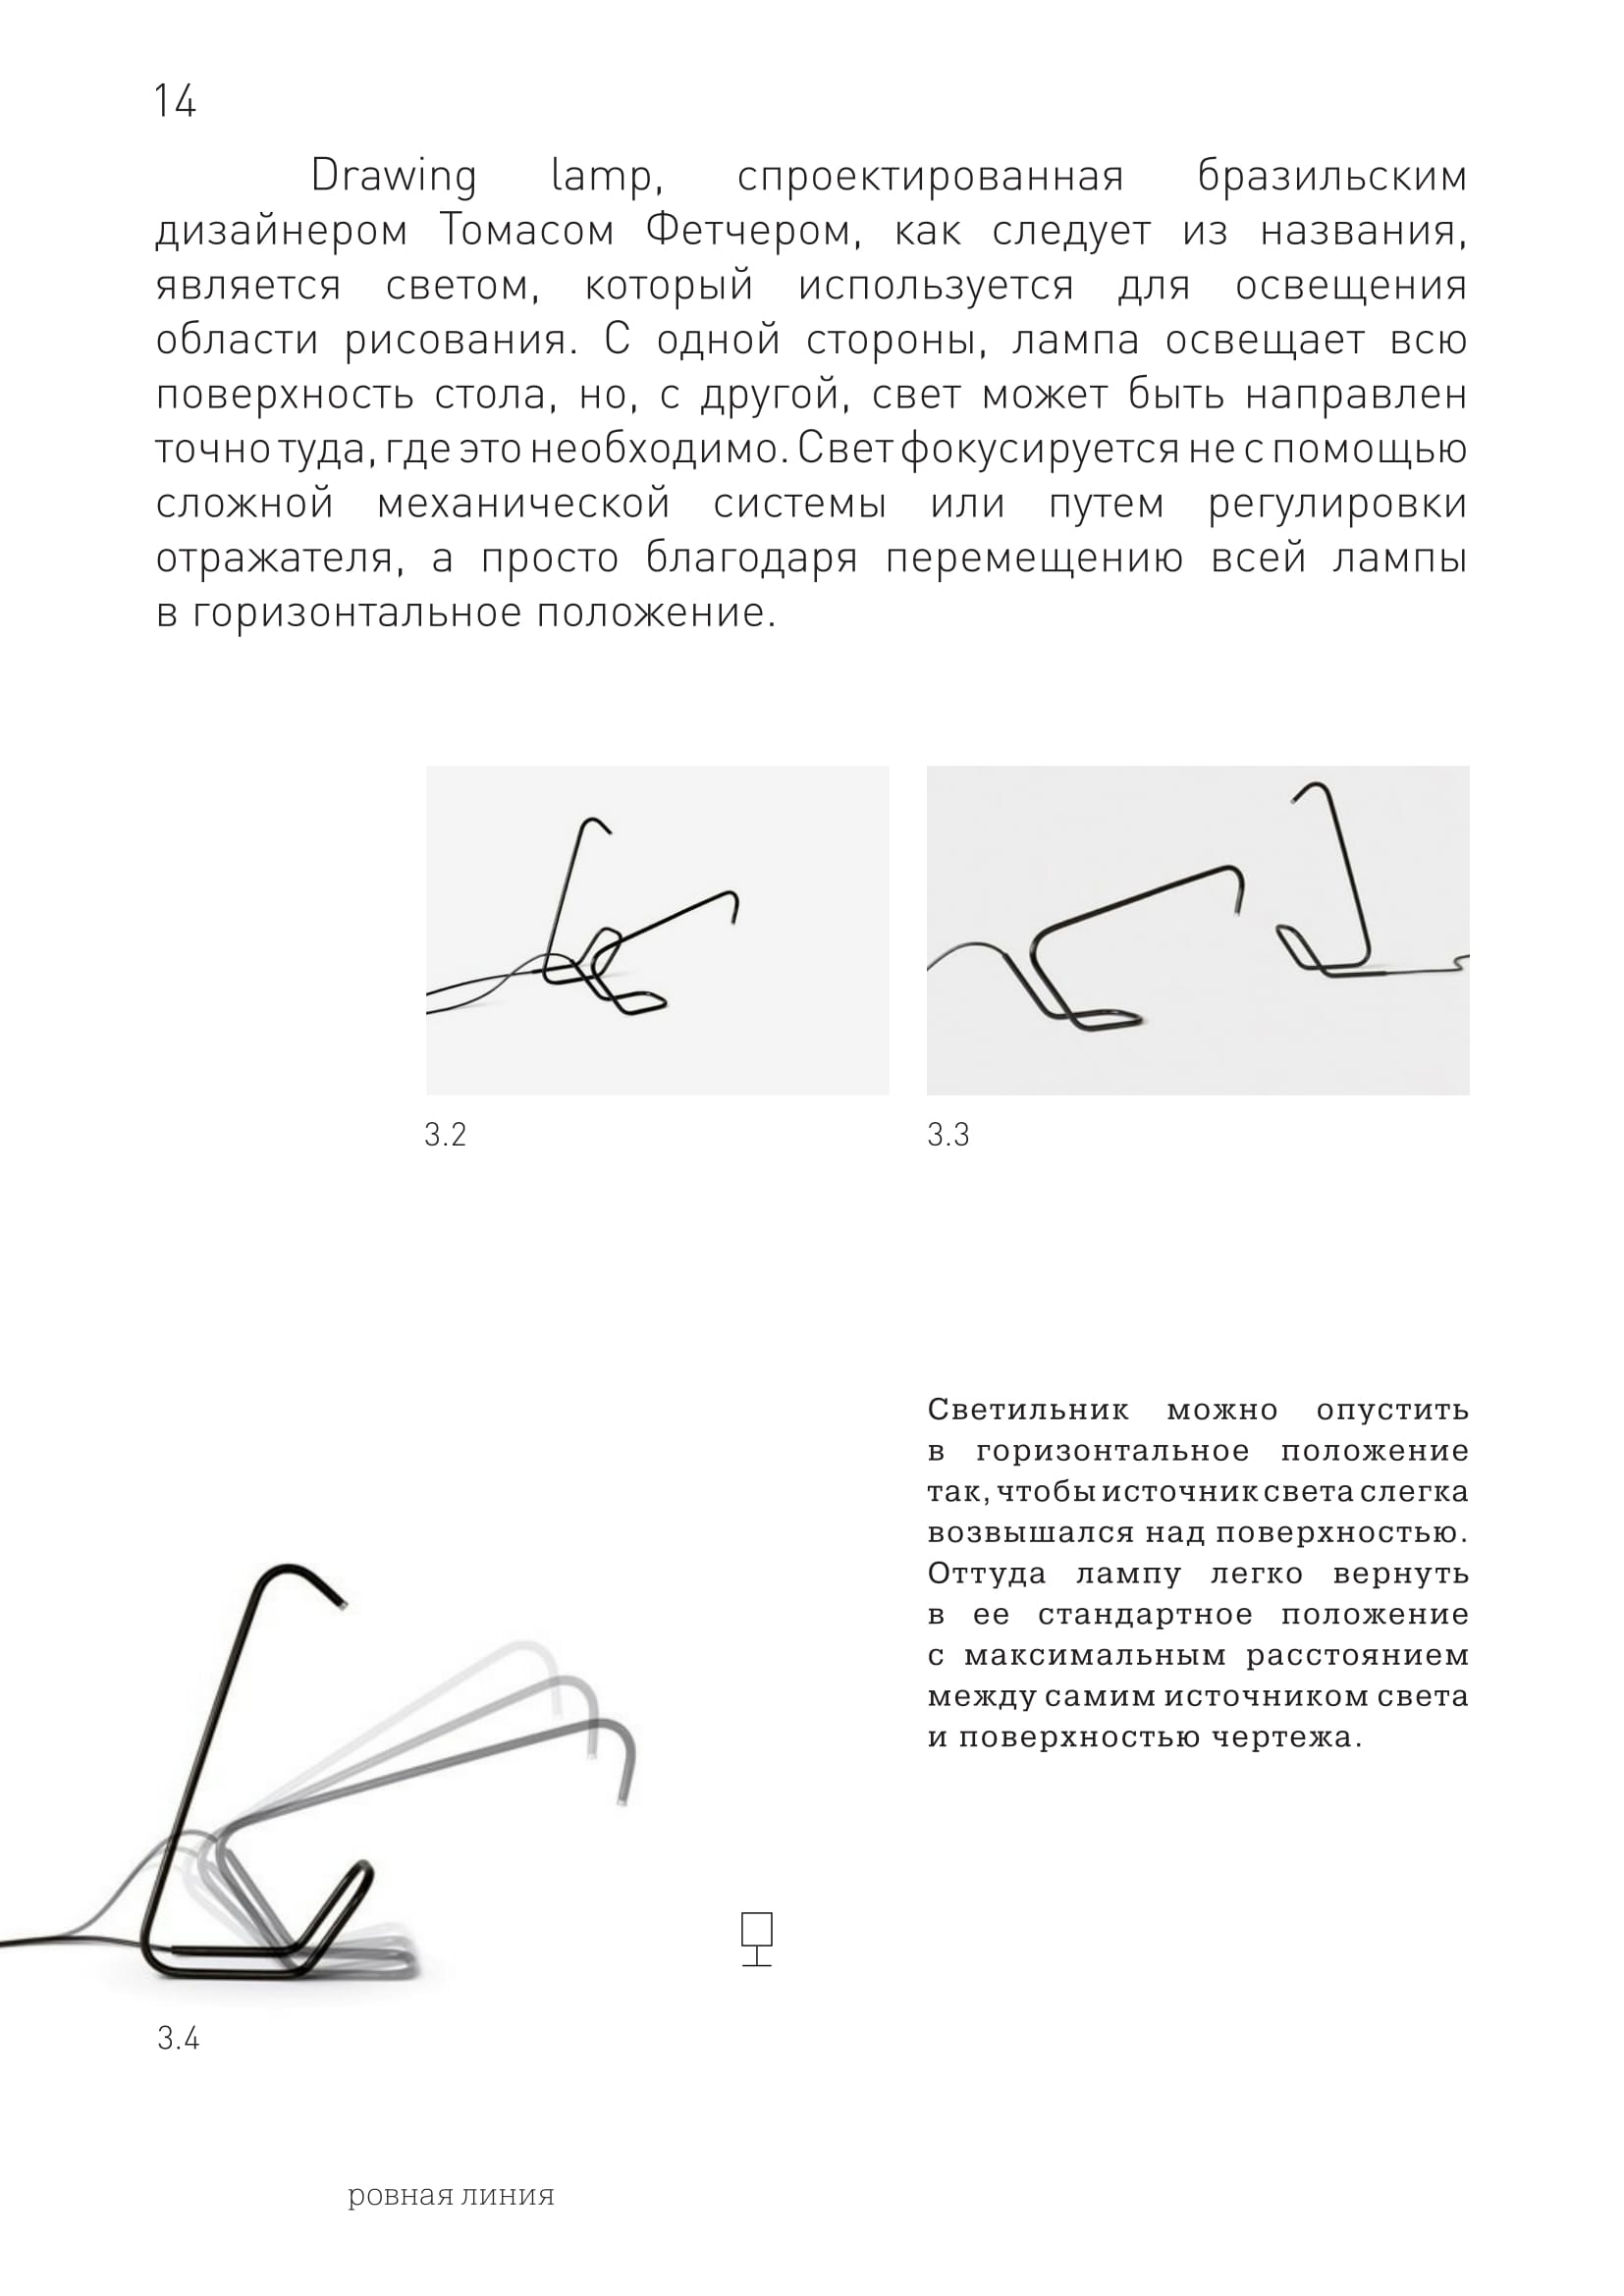 14
Drawing lamp, спроектированная бразильским
дизайнером Томасом Фетчером, как следует из названия,
является светом, который используется для освещения
области рисования. С одной стороны, лампа освещает всю
поверхность стола, но, с другой, свет может быть направлен
точно туда, где это необходимо. Свет фокусируется не с помощью
сложной механической системы или путем регулировки
отражателя, а просто благодаря перемещению всей лампы
в горизонтальное положение.
3.2
3.3
Светильник можно опустить
в горизонтальное положение
так, чтобы источник света слегка
возвышался над поверхностью.
Оттуда лампу легко вернуть
в ее стандартное положение
с максимальным расстоянием
между самим источником света
и поверхностью чертежа.
3.4
ровная линия